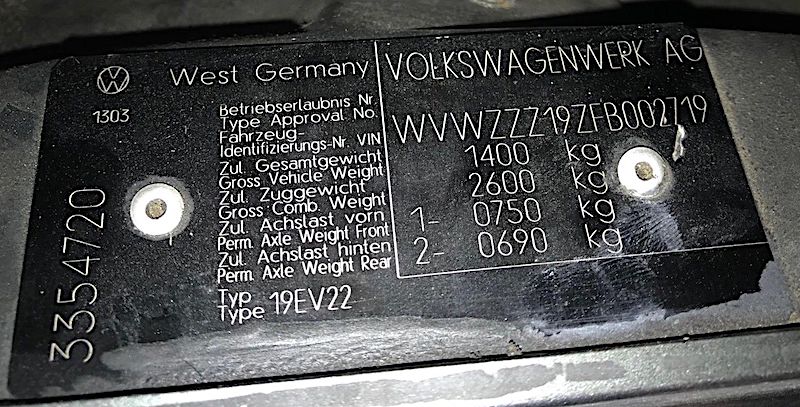 VW West Germany VOLKSWAGENWERK AG
1303
Betriebserlaubnis Nr.
Type Approval No.
Fahrzeug-
Identifizierungs-Nr. VIN WVWZZZ19ZFB002719
Zul. Gesamtgewicht 1400 kg
Gross Vehicle Weight
Zul. Zuggewicht 2600 kg
Gross Comb. Weight
Zul. Achslast vorn 1- 0750 kg
Perm. Axle Weight Front
Zul. Achslast hinten 2- 0690 kg
Perm. Axle Weight Rear
Typ
Type 19EV22
3354720